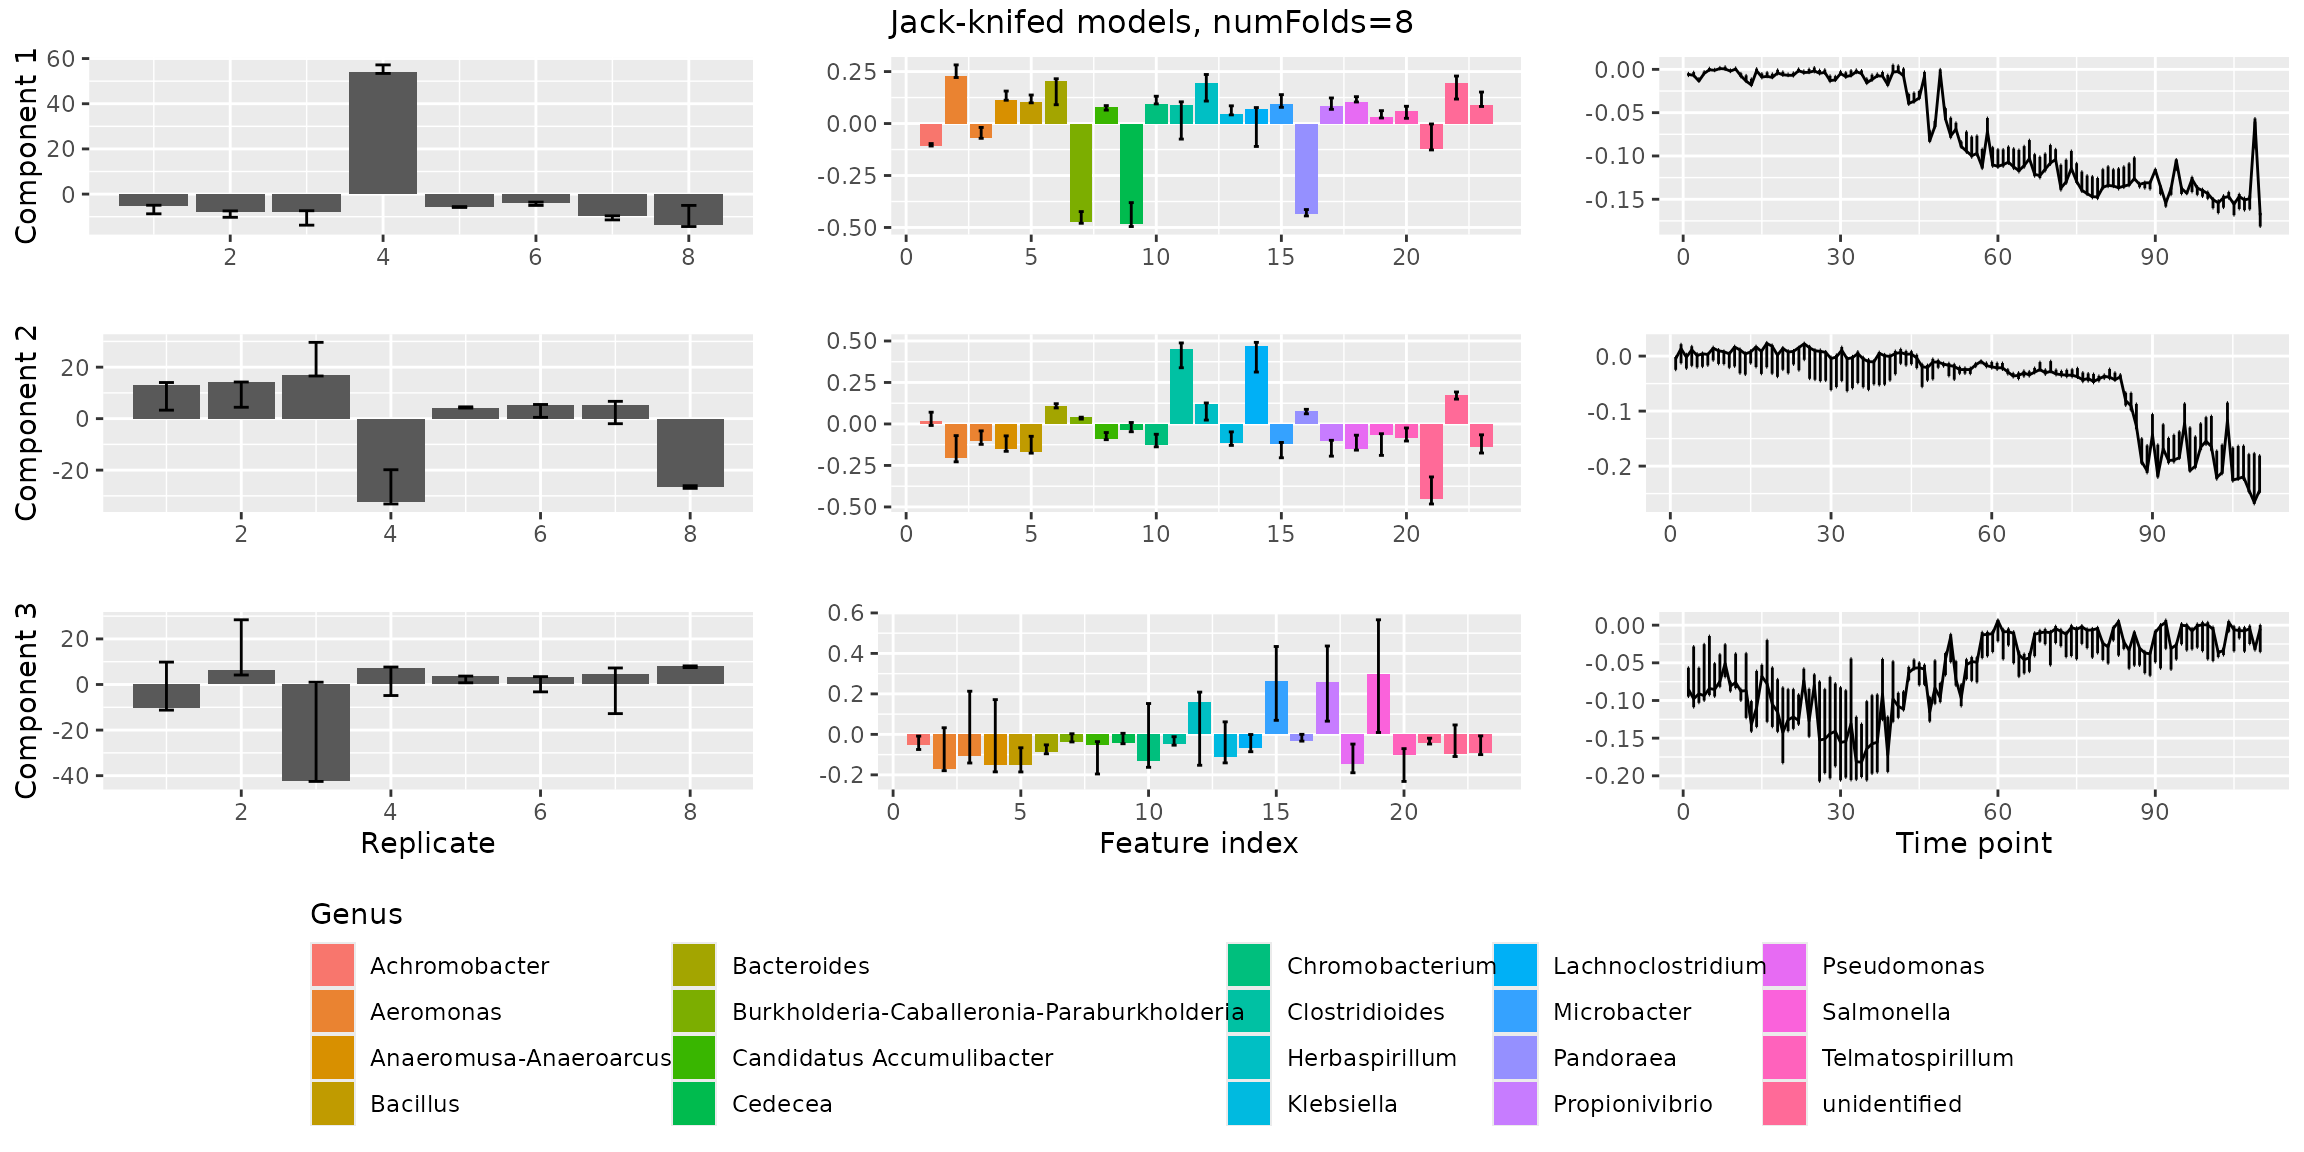 Jack-knifed models, numFolds=8
Component 1
60
40
20
0
2 4 6 8
0.25
0.00
-0.25
-0.50
0 5 10 15 20
0.00
-0.05
-0.10
-0.15
0 30 60 90
Component 2
20
0
-20
2 4 6 8
0.50
0.25
0.00
-0.25
-0.50
0 5 10 15 20
0.0
-0.1
-0.2
0 30 60 90
Component 3
20
0
-20
-40
2 4 6 8
Replicate
0.6
0.4
0.2
0.0
-0.2
0 5 10 15 20
Feature index
0.00
-0.05
-0.10
-0.15
-0.20
0 30 60 90
Time point
Genus
Achromobacter
Aeromonas
Anaeromusa-Anaeroarcus
Bacillus
Bacteroides
Burkholderia-Caballeronia-Paraburkholderia
Candidatus Accumulibacter
Cedecea
Chromobacterium
Clostridioides
Herbaspirillum
Klebsiella
Lachnoclostridium
Microbacter
Pandoraea
Propionivibrio
Pseudomonas
Salmonella
Telmatospirillum
unidentified